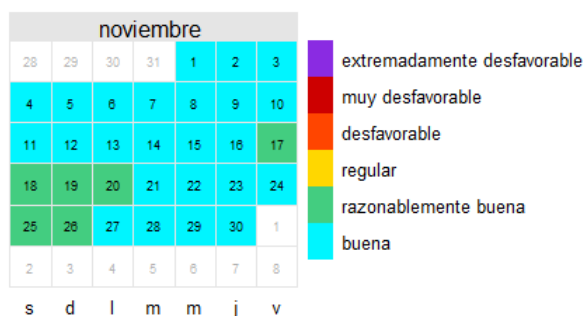 noviembre
28 29 30 31 1 2 3
4 5 6 7 8 9 10
11 12 13 14 15 16 17
18 19 20 21 22 23 24
25 26 27 28 29 30 1
2 3 4 5 6 7 8
s d l m m j v
extremadamente desfavorable
muy desfavorable
desfavorable
regular
razonablemente buena
buena